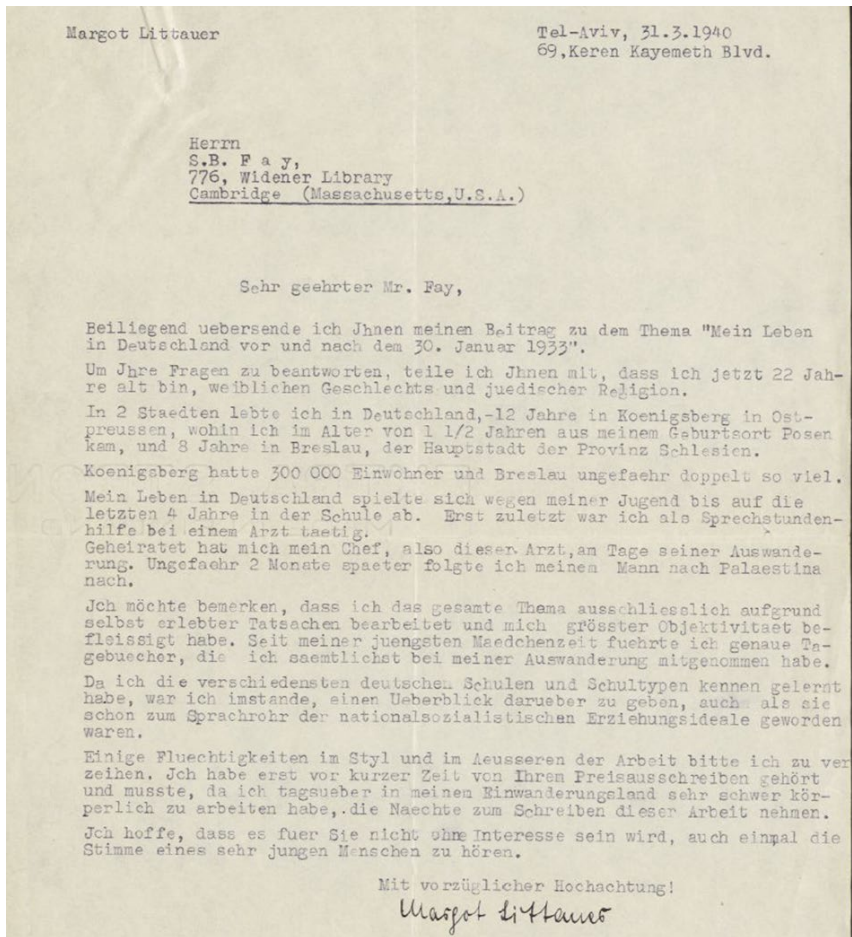 Margot Littauer
Tel-Aviv, 31.3.1940
69,Keren Kayemeth Blvd.
Herrn
S.B. F a y,
776, Widener Library
Cambridge (Massachusetts,U.S.A.)
Sehr geehrter Mr. Fay,
Beiliegend uebersende ich Jhnen meinen Beitrag zu dem Thema "Mein Leben
in Deutschland vor und nach dem 30. Januar 1933".
Um Jhre Fragen zu beantworten, teile ich Jhnen mit, dass ich jetzt 22 Jah-
re alt bin, weiblichen Geschlechts und juedischer Religion.
In 2 Staedten lebte ich in Deutschland,-12 Jahre in Koenigsberg in Ost-
preussen, wohin ich im Alter von 1 1/2 Jahren aus meinem Geburtsort Posen
kam, und 8 Jahre in Breslau, der Hauptstadt der Provinz Schlesien.
Koenigsberg hatte 300 000 Einwohner und Breslau ungefaehr doppelt so viel.
Mein Leben in Deutschland spielte sich wegen meiner Jugend bis auf die
letzten 4 Jahre in der Schule ab. Erst zuletzt war ich als Sprechstunden-
hilfe bei einem Arzt taetig.
Geheiratet hat mich mein Chef, also dieser Arzt,am Tage seiner Auswande-
rung. Ungefaehr 2 Monate spaeter folgte ich meinem Mann nach Palaestina
nach.
Jch möchte bemerken, dass ich das gesamte Thema ausschliesslich aufgrund
selbst erlebter Tatsachen bearbeitet und mich grösster Objektivitaet be-
fleissigt habe. Seit meiner juengsten Maedchenzeit fuehrte ich genaue Ta-
gebuecher, die ich saemtlichst bei meiner Auswanderung mitgenommen habe.
Da ich die verschiedensten deutschen Schulen und Schultypen kennen gelernt
habe, war ich imstande, einen Ueberblick darueber zu geben, auch als sie
schon zum Sprachrohr der nationalsozialistischen Erziehungsideale geworden
waren.
Einige Fluechtigkeiten im Styl und im Aeusseren der Arbeit bitte ich zu ver
zeihen. Jch habe erst vor kurzer Zeit von Ihrem Preisausschreiben gehört
und musste, da ich tagsueber in meinem Einwanderungsland sehr schwer kör-
perlich zu arbeiten habe,.die Naechte zum Schreiben dieser Arbeit nehmen.
Jch hoffe, dass es fuer Sie nicht ohne Interesse sein wird, auch einmal die
Stimme eines sehr jungen Menschen zu hören.
Mit vorzüglicher Hochachtung!
Margot Littauer